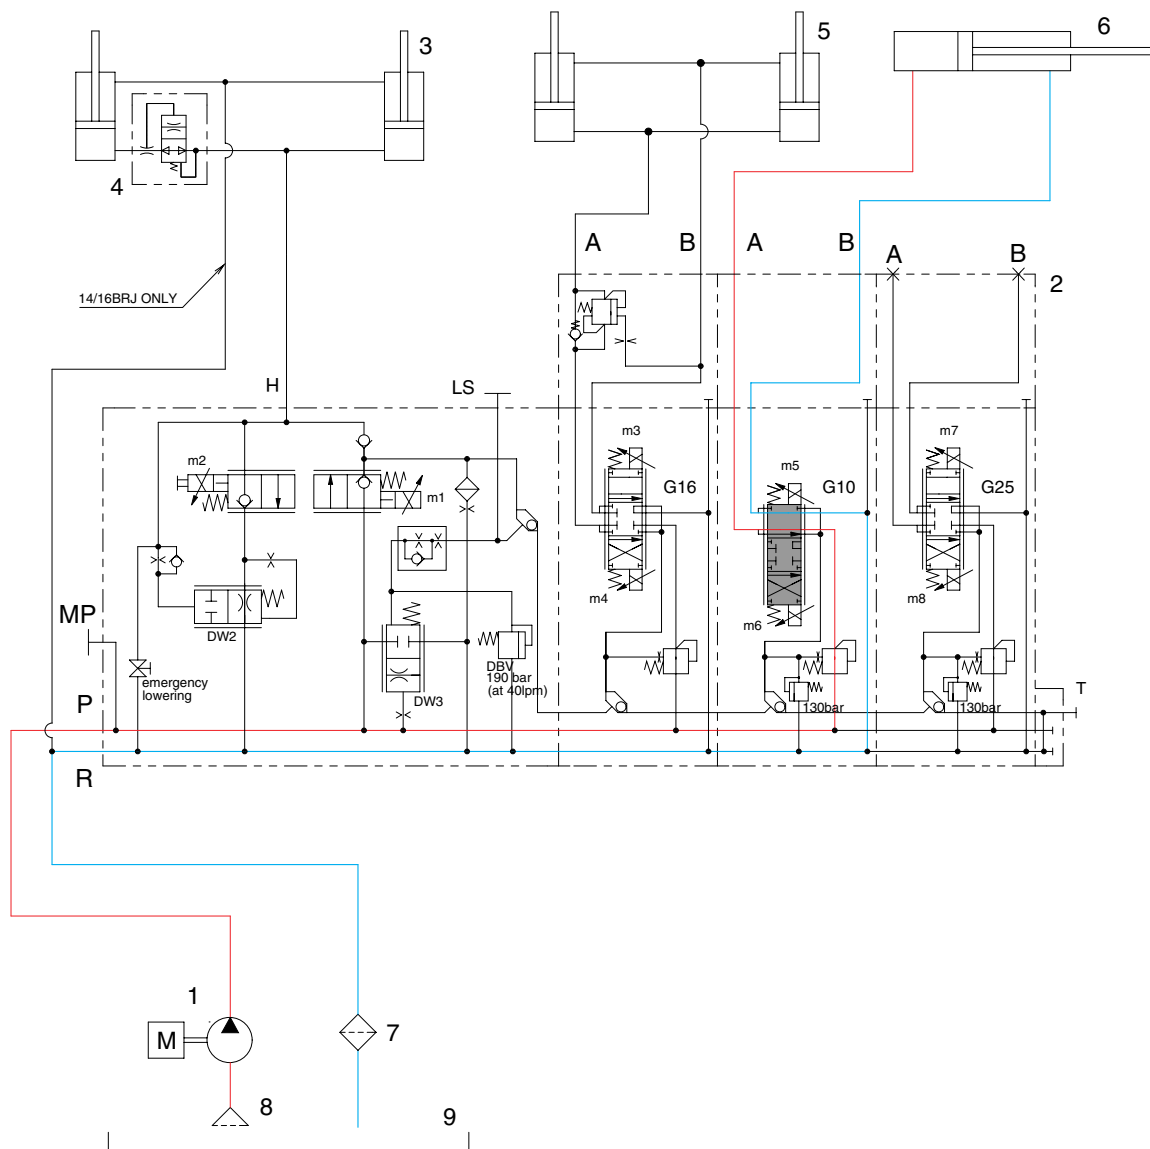 3
5
6
4
A
B
A
B
A
B
2
14/16BRJ ONLY
H
LS
m2
m1
m3
m5
m7
G16
G10
G25
MP
DW2
m4
m6
m8
emergency
lowering
DBV
190 bar
(at 40lpm)
DW3
P
130bar
130bar
T
R
1
M
7
8
9